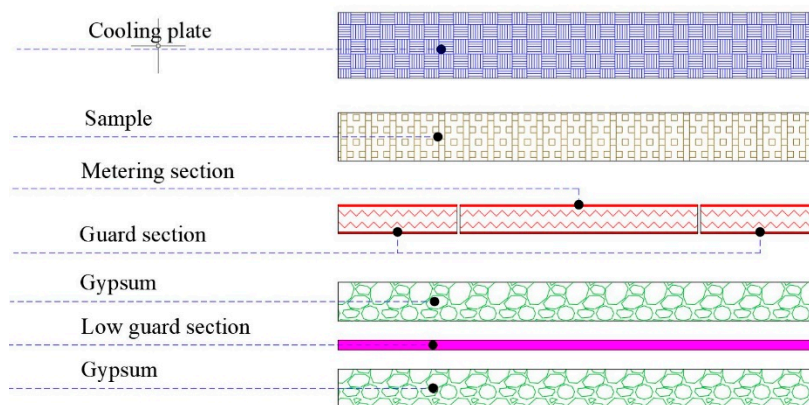 Cooling plate
Sample
Metering section
Guard section
Gypsum
Low guard section
Gypsum